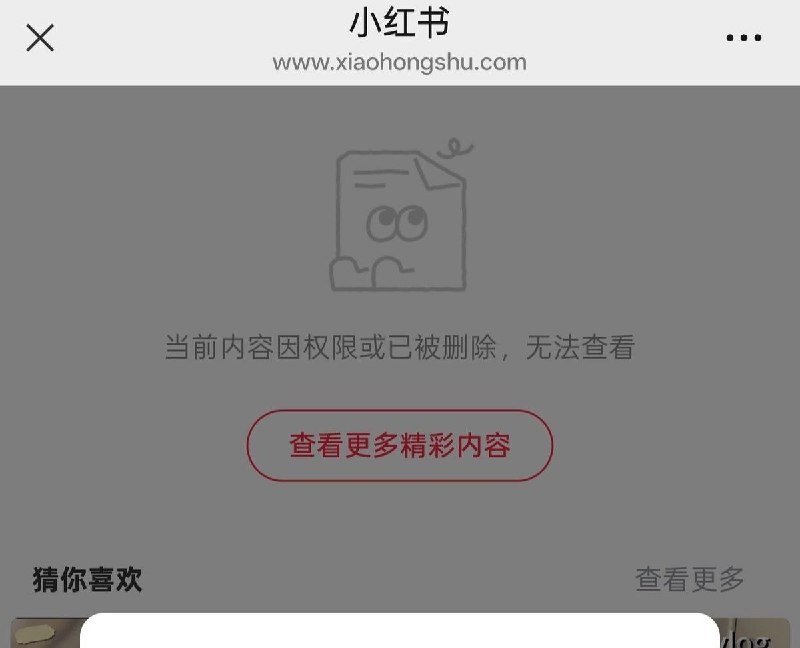 小红书
www.xiaohongshu.com
当前内容因权限或已被删除，无法查看
查看更多精彩内容
猜你喜欢
查看更多
vlog